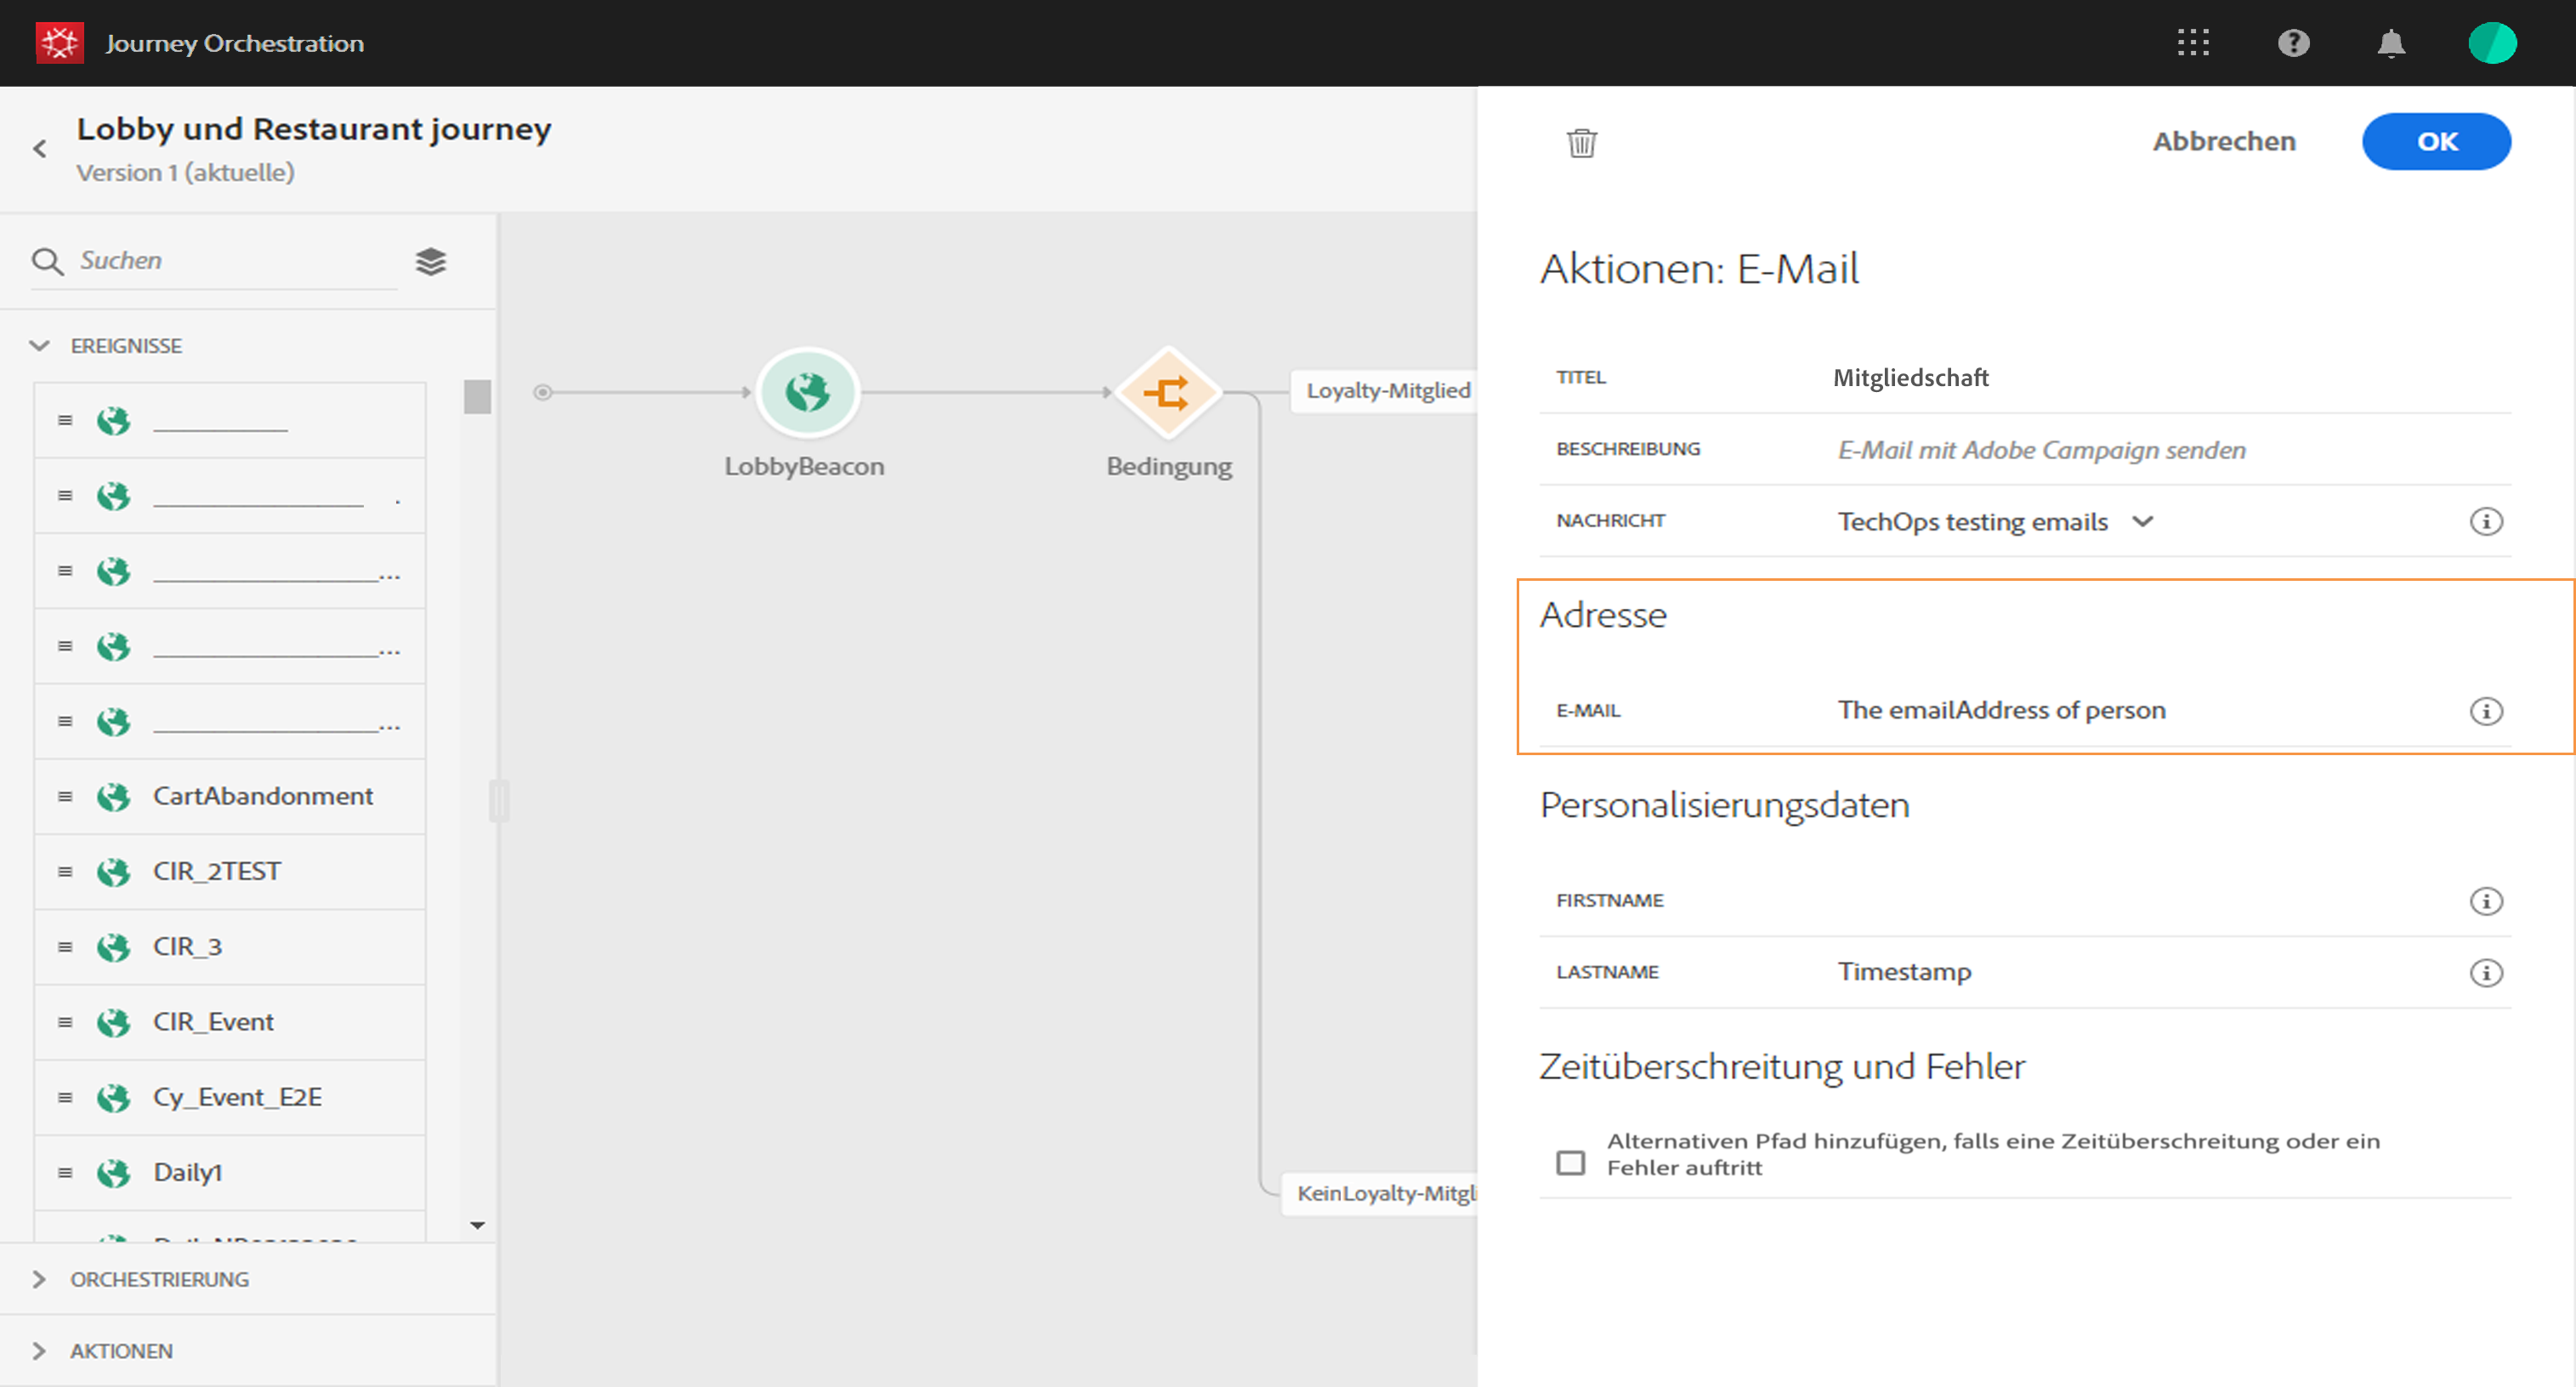 Journey Orchestration
Lobby und Restaurant journey
Version 1 (aktuelle)
Abbrechen
OK
Suchen
EREIGNISSE
CartAbandonment
CIR_2TEST
CIR_3
CIR_Event
Cy_Event_E2E
Daily1
ORCHESTRIERUNG
AKTIONEN
LobbyBeacon
Bedingung
Loyalty-Mitglied
KeinLoyalty-Mitgli
Aktionen: E-Mail
TITEL Mitgliedschaft
BESCHREIBUNG E-Mail mit Adobe Campaign senden
NACHRICHT TechOps testing emails
Adresse
E-MAIL The emailAddress of person
Personalisierungsdaten
FIRSTNAME
LASTNAME Timestamp
Zeitüberschreitung und Fehler
Alternativen Pfad hinzufügen, falls eine Zeitüberschreitung oder ein
Fehler auftritt